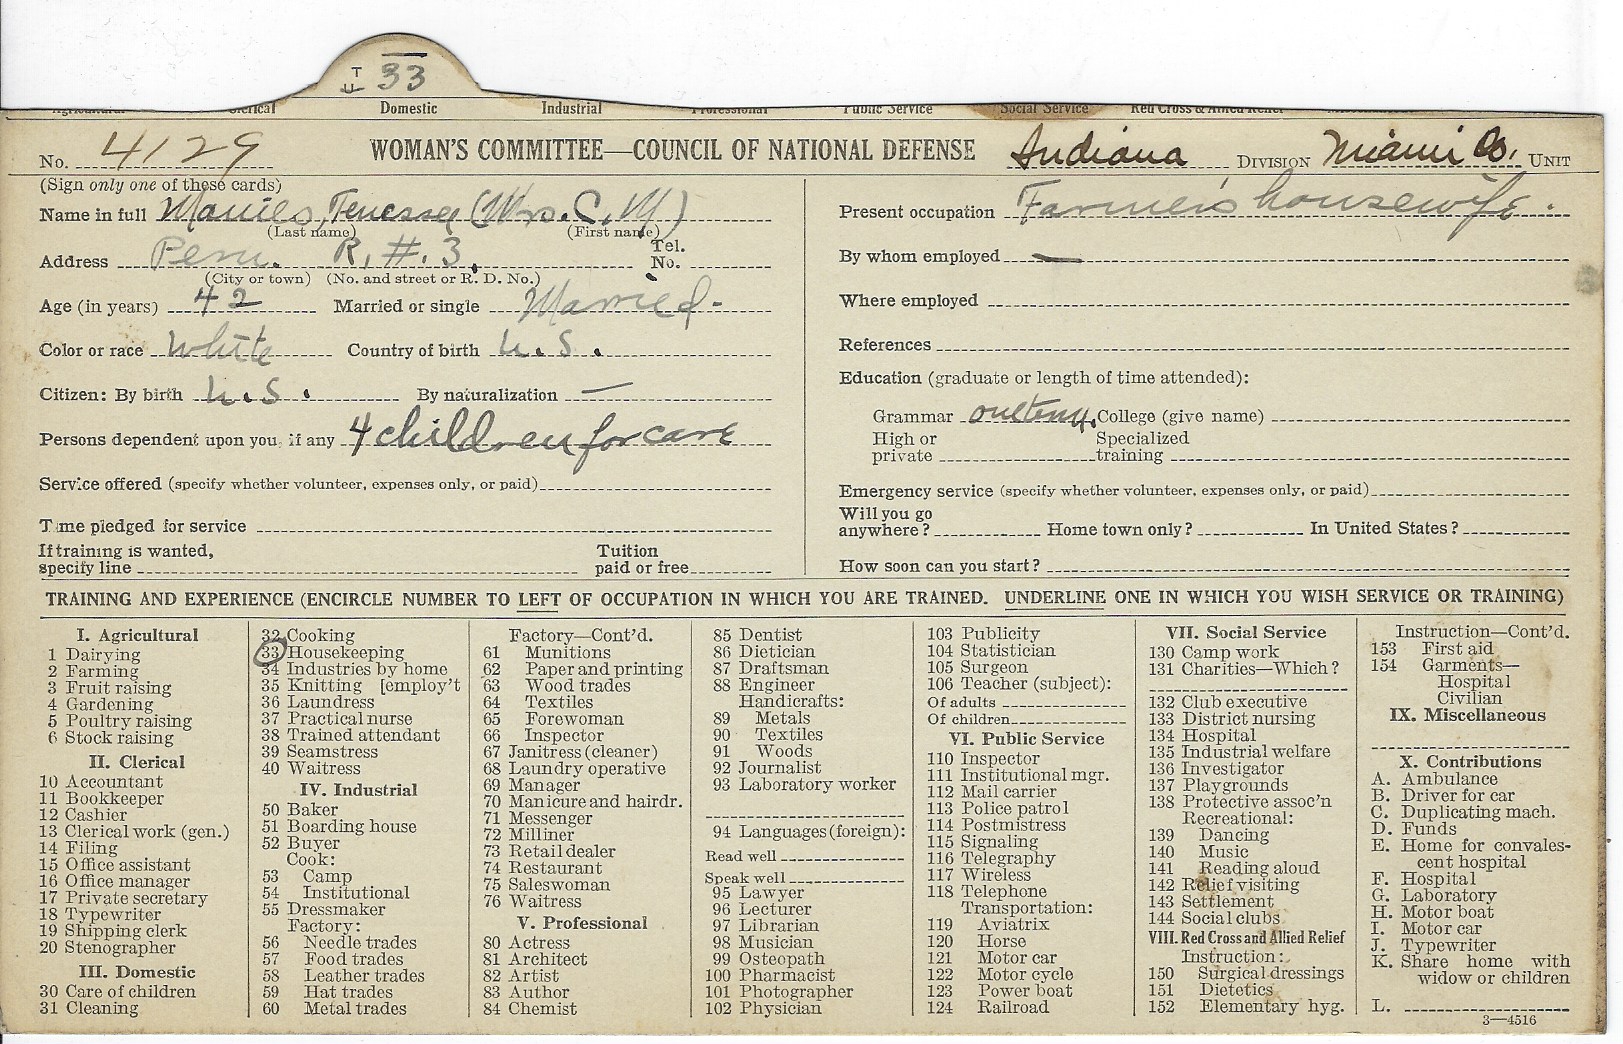 33
Domestic Industrial Professional Public Service Social Service Red Cross & Allied Relief
No. 4129 WOMAN'S COMMITTEE—COUNCIL OF NATIONAL DEFENSE Indiana DIVISION Miami Co. UNIT
(Sign only one of these cards)
Name in full (Mrs. C. M)
(Last name) (First name)
Address Peru. R. #. 3. Tel. No.
(City or town) (No. and street or R. D. No.)
Age (in years) 42 Married or single Married-
Color or race White Country of birth U. S.
Citizen: By birth U. S. By naturalization —
Persons dependent upon you, if any 4 children for care
Service offered (specify whether volunteer, expenses only, or paid)
Time pledged for service
If training is wanted, specify line Tuition paid or free
Present occupation Farmer's housewife.
By whom employed —
Where employed
References
Education (graduate or length of time attended):
Grammar College (give name)
High or private Specialized training
Emergency service (specify whether volunteer, expenses only, or paid)
Will you go anywhere? Home town only? In United States?
How soon can you start?
TRAINING AND EXPERIENCE (ENCIRCLE NUMBER TO LEFT OF OCCUPATION IN WHICH YOU ARE TRAINED. UNDERLINE ONE IN WHICH YOU WISH SERVICE OR TRAINING)
I. Agricultural
1 Dairying
2 Farming
3 Fruit raising
4 Gardening
5 Poultry raising
6 Stock raising
II. Clerical
10 Accountant
11 Bookkeeper
12 Cashier
13 Clerical work (gen.)
14 Filing
15 Office assistant
16 Office manager
17 Private secretary
18 Typewriter
19 Shipping clerk
20 Stenographer
III. Domestic
30 Care of children
31 Cleaning
32 Cooking
33 Housekeeping
34 Industries by home
35 Knitting [employ't
36 Laundress
37 Practical nurse
38 Trained attendant
39 Seamstress
40 Waitress
IV. Industrial
50 Baker
51 Boarding house
52 Buyer
Cook:
53 Camp
54 Institutional
55 Dressmaker
Factory:
56 Needle trades
57 Food trades
58 Leather trades
59 Hat trades
60 Metal trades
Factory—Cont'd.
61 Munitions
62 Paper and printing
63 Wood trades
64 Textiles
65 Forewoman
66 Inspector
67 Janitress (cleaner)
68 Laundry operative
69 Manager
70 Manicure and hairdr.
71 Messenger
72 Milliner
73 Retail dealer
74 Restaurant
75 Saleswoman
76 Waitress
V. Professional
80 Actress
81 Architect
82 Artist
83 Author
84 Chemist
85 Dentist
86 Dietician
87 Draftsman
88 Engineer
Handicrafts:
89 Metals
90 Textiles
91 Woods
92 Journalist
93 Laboratory worker
94 Languages (foreign):
Read well
Speak well
95 Lawyer
96 Lecturer
97 Librarian
98 Musician
99 Osteopath
100 Pharmacist
101 Photographer
102 Physician
103 Publicity
104 Statistician
105 Surgeon
106 Teacher (subject):
Of adults
Of children
VI. Public Service
110 Inspector
111 Institutional mgr.
112 Mail carrier
113 Police patrol
114 Postmistress
115 Signaling
116 Telegraphy
117 Wireless
118 Telephone
Transportation:
119 Aviatrix
120 Horse
121 Motor car
122 Motor cycle
123 Power boat
124 Railroad
VII. Social Service
130 Camp work
131 Charities—Which?
132 Club executive
133 District nursing
134 Hospital
135 Industrial welfare
136 Investigator
137 Playgrounds
138 Protective assoc'n
Recreational:
139 Dancing
140 Music
141 Reading aloud
142 Relief visiting
143 Settlement
144 Social clubs
VIII. Red Cross and Allied Relief
Instruction:
150 Surgical dressings
151 Dietetics
152 Elementary hyg.
Instruction—Cont'd.
153 First aid
154 Garments—
Hospital
Civilian
IX. Miscellaneous
X. Contributions
A. Ambulance
B. Driver for car
C. Duplicating mach.
D. Funds
E. Home for convales-
cent hospital
F. Hospital
G. Laboratory
H. Motor boat
I. Motor car
J. Typewriter
K. Share home with
widow or children
L.
3—4516